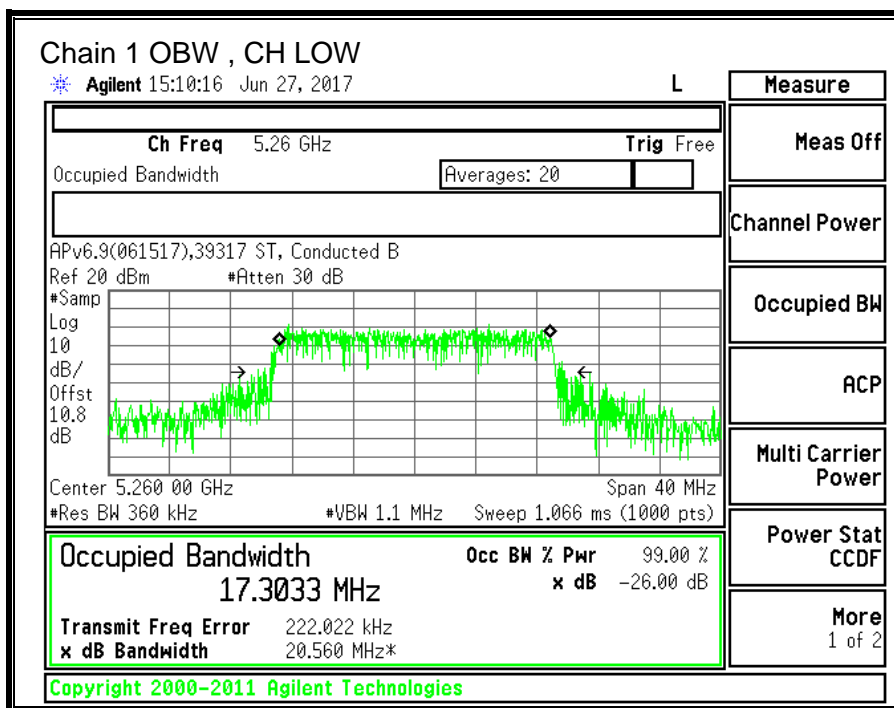 Chain 1 OBW , CH LOW
Agilent 15:10:16 Jun 27, 2017 L
Measure
Ch Freq 5.26 GHz Trig Free
Occupied Bandwidth Averages: 20
APv6.9(061517),39317 ST, Conducted B
Ref 20 dBm #Atten 30 dB
#Samp
Log
10
dB/
Offst
10.8
dB
Center 5.260 00 GHz Span 40 MHz
#Res BW 360 kHz #VBW 1.1 MHz Sweep 1.066 ms (1000 pts)
Occupied Bandwidth Occ BW % Pwr 99.00 %
17.3033 MHz x dB -26.00 dB
Transmit Freq Error 222.022 kHz
x dB Bandwidth 20.560 MHz*
Copyright 2000-2011 Agilent Technologies
Meas Off
Channel Power
Occupied BW
ACP
Multi Carrier
Power
Power Stat
CCDF
More
1 of 2